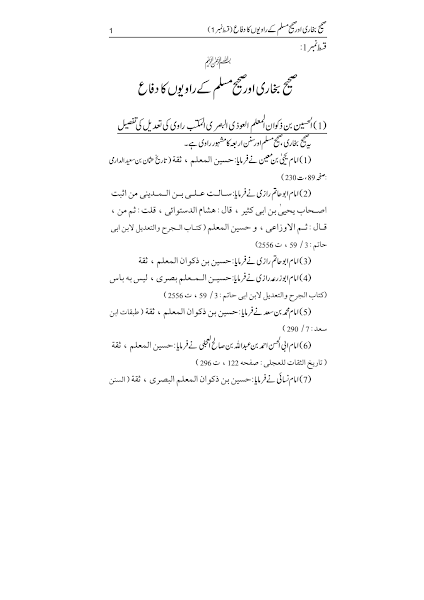 صحیح بخاری اور صحیح مسلم کے راویوں کا دفاع (قسط نمبر 1) 1
قسط نمبر 1:
بسم اللہ الرحمٰن الرحیم
صحیح بخاری اور صحیح مسلم کے راویوں کا دفاع
(1) الحسین بن ذکوان المعلم العوذی البصری المکتب راوی کی تعدیل کی تفصیل
یہ صحیح بخاری، صحیح مسلم اور سنن اربعہ کا مشہور راوی ہے۔
(1) امام یحییٰ بن معین نے فرمایا: حسین المعلم ، ثقة (تاریخ عثمان بن سعید الدارمی
صفحہ 89، ت 230)
(2) امام ابو حاتم رازی نے فرمایا: سالت علی بن المدینی من اثبت
اصحاب یحییٰ بن ابی کثیر ، قال : هشام الدستوائی ، قلت : ثم من ،
قال : ثم الاوزاعی ، و حسین المعلم (کتاب الجرح والتعدیل لابن ابی
حاتم : 3 / 59 ، ت 2556)
(3) امام ابو حاتم رازی نے فرمایا: حسین بن ذکوان المعلم ، ثقة
(4) امام ابوزرعہ رازی نے فرمایا: حسین المعلم بصری ، لیس به باس
(کتاب الجرح والتعدیل لابن ابی حاتم : 3 / 59 ، ت 2556)
(5) امام محمد بن سعد نے فرمایا: حسین بن ذکوان المعلم ، ثقة (طبقات ابن
سعد : 7 / 290)
(6) امام ابی الحسن احمد بن عبداللہ بن صالح العجلی نے فرمایا: حسین المعلم ، ثقة
(تاریخ الثقات للعجلی : صفحه 122 ، ت 296)
(7) امام نسائی نے فرمایا: حسین بن ذکوان المعلم البصری ، ثقة (السنن